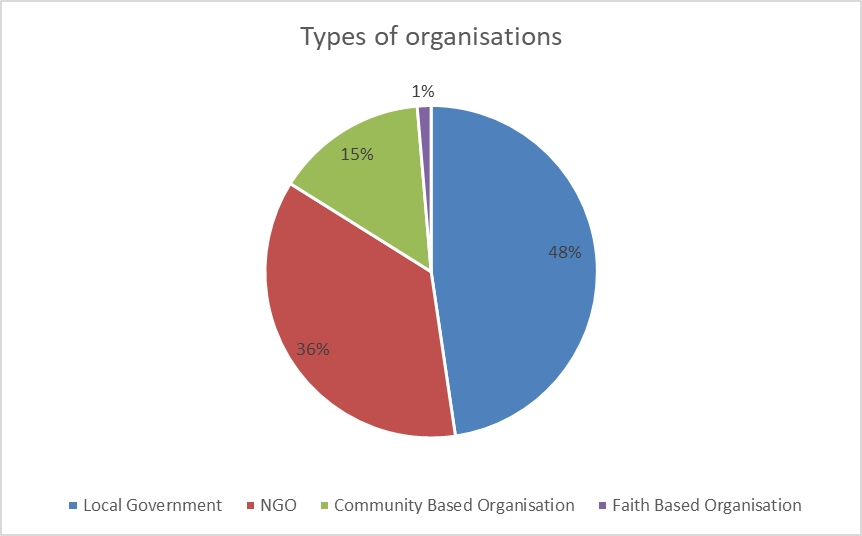 Types of organisations
1%
15%
48%
36%
Local Government NGO Community Based Organisation Faith Based Organisation